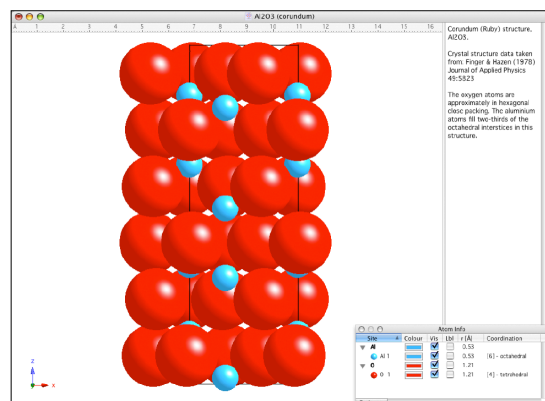 Al2O3 (corundum)
A 1 2 3 4 5 6 7 8 9 10 11 12 13 14 15 16
Corundum (Ruby) structure,
Al2O3.
Crystal structure data taken
from: Finger & Hazen (1978)
Journal of Applied Physics
49:5823
The oxygen atoms are
approximately in hexagonal
close packing. The aluminium
atoms fill two-thirds of the
octahedral interstices in this
structure.
z
x
Atom Info
Site Colour Vis Lbl r [Å] Coordination
Al 0.53
Al 1 0.53 [6] - octahedral
O 1.21
O 1 1.21 [4] - tetrahedral